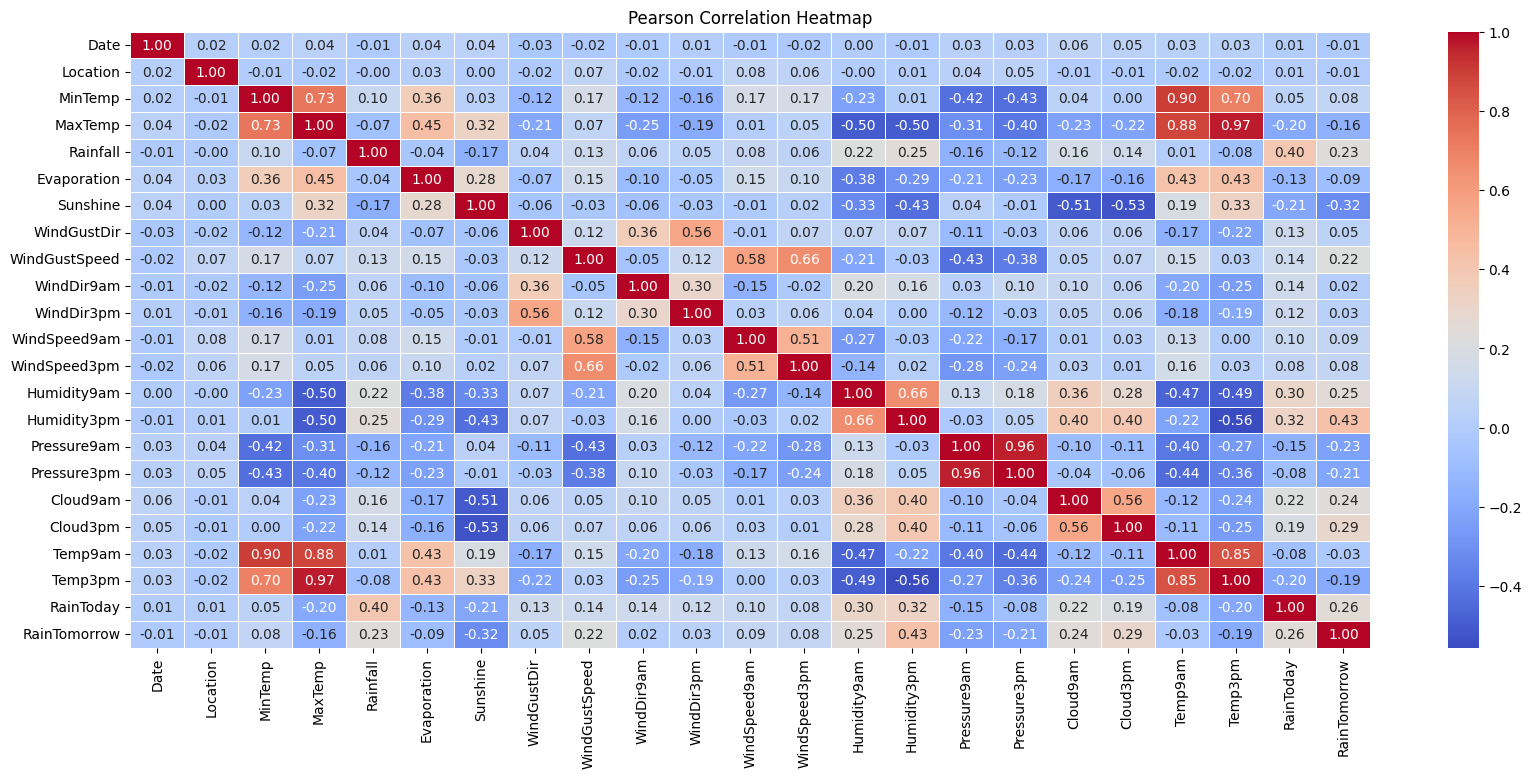 Pearson Correlation Heatmap
Date 1.00 0.02 0.02 0.04 -0.01 0.04 0.04 -0.03 -0.02 -0.01 0.01 -0.01 -0.02 0.00 -0.01 0.03 0.03 0.06 0.05 0.03 0.03 0.01 -0.01
Location 0.02 1.00 -0.01 -0.02 -0.00 0.03 0.00 -0.02 0.07 -0.02 -0.01 0.08 0.06 -0.00 0.01 0.04 0.05 -0.01 -0.01 -0.02 -0.02 0.01 -0.01
MinTemp 0.02 -0.01 1.00 0.73 0.10 0.36 0.03 -0.12 0.17 -0.12 -0.16 0.17 0.17 -0.23 0.01 -0.42 -0.43 0.04 0.00 0.90 0.70 0.05 0.08
MaxTemp 0.04 -0.02 0.73 1.00 -0.07 0.45 0.32 -0.21 0.07 -0.25 -0.19 0.01 0.05 -0.50 -0.50 -0.31 -0.40 -0.23 -0.22 0.88 0.97 -0.20 -0.16
Rainfall -0.01 -0.00 0.10 -0.07 1.00 -0.04 -0.17 0.04 0.13 0.06 0.05 0.08 0.06 0.22 0.25 -0.16 -0.12 0.16 0.14 0.01 -0.08 0.40 0.23
Evaporation 0.04 0.03 0.36 0.45 -0.04 1.00 0.28 -0.07 0.15 -0.10 -0.05 0.15 0.10 -0.38 -0.29 -0.21 -0.23 -0.17 -0.16 0.43 0.43 -0.13 -0.09
Sunshine 0.04 0.00 0.03 0.32 -0.17 0.28 1.00 -0.06 -0.03 -0.06 -0.03 -0.01 0.02 -0.33 -0.43 0.04 -0.01 -0.51 -0.53 0.19 0.33 -0.21 -0.32
WindGustDir -0.03 -0.02 -0.12 -0.21 0.04 -0.07 -0.06 1.00 0.12 0.36 0.56 -0.01 0.07 0.07 0.07 -0.11 -0.03 0.06 0.06 -0.17 -0.22 0.13 0.05
WindGustSpeed -0.02 0.07 0.17 0.07 0.13 0.15 -0.03 0.12 1.00 -0.05 0.12 0.58 0.66 -0.21 -0.03 -0.43 -0.38 0.05 0.07 0.15 0.03 0.14 0.22
WindDir9am -0.01 -0.02 -0.12 -0.25 0.06 -0.10 -0.06 0.36 -0.05 1.00 0.30 -0.15 -0.02 0.20 0.16 0.03 0.10 0.10 0.06 -0.20 -0.25 0.14 0.02
WindDir3pm 0.01 -0.01 -0.16 -0.19 0.05 -0.05 -0.03 0.56 0.12 0.30 1.00 0.03 0.06 0.04 0.00 -0.12 -0.03 0.05 0.06 -0.18 -0.19 0.12 0.03
WindSpeed9am -0.01 0.08 0.17 0.01 0.08 0.15 -0.01 -0.01 0.58 -0.15 0.03 1.00 0.51 -0.27 -0.03 -0.22 -0.17 0.01 0.03 0.13 0.00 0.10 0.09
WindSpeed3pm -0.02 0.06 0.17 0.05 0.06 0.10 0.02 0.07 0.66 -0.02 0.06 0.51 1.00 -0.14 0.02 -0.28 -0.24 0.03 0.01 0.16 0.03 0.08 0.08
Humidity9am 0.00 -0.00 -0.23 -0.50 0.22 -0.38 -0.33 0.07 -0.21 0.20 0.04 -0.27 -0.14 1.00 0.66 0.13 0.18 0.36 0.28 -0.47 -0.49 0.30 0.25
Humidity3pm -0.01 0.01 0.01 -0.50 0.25 -0.29 -0.43 0.07 -0.03 0.16 0.00 -0.03 0.02 0.66 1.00 -0.03 0.05 0.40 0.40 -0.22 -0.56 0.32 0.43
Pressure9am 0.03 0.04 -0.42 -0.31 -0.16 -0.21 0.04 -0.11 -0.43 0.03 -0.12 -0.22 -0.28 0.13 -0.03 1.00 0.96 -0.10 -0.11 -0.40 -0.27 -0.15 -0.23
Pressure3pm 0.03 0.05 -0.43 -0.40 -0.12 -0.23 -0.01 -0.03 -0.38 0.10 -0.03 -0.17 -0.24 0.18 0.05 0.96 1.00 -0.04 -0.06 -0.44 -0.36 -0.08 -0.21
Cloud9am 0.06 -0.01 0.04 -0.23 0.16 -0.17 -0.51 0.06 0.05 0.10 0.05 0.01 0.03 0.36 0.40 -0.10 -0.04 1.00 0.56 -0.12 -0.24 0.22 0.24
Cloud3pm 0.05 -0.01 0.00 -0.22 0.14 -0.16 -0.53 0.06 0.07 0.06 0.06 0.03 0.01 0.28 0.40 -0.11 -0.06 0.56 1.00 -0.11 -0.25 0.19 0.29
Temp9am 0.03 -0.02 0.90 0.88 0.01 0.43 0.19 -0.17 0.15 -0.20 -0.18 0.13 0.16 -0.47 -0.22 -0.40 -0.44 -0.12 -0.11 1.00 0.85 -0.08 -0.03
Temp3pm 0.03 -0.02 0.70 0.97 -0.08 0.43 0.33 -0.22 0.03 -0.25 -0.19 0.00 0.03 -0.49 -0.56 -0.27 -0.36 -0.24 -0.25 0.85 1.00 -0.20 -0.19
RainToday 0.01 0.01 0.05 -0.20 0.40 -0.13 -0.21 0.13 0.14 0.14 0.12 0.10 0.08 0.30 0.32 -0.15 -0.08 0.22 0.19 -0.08 -0.20 1.00 0.26
RainTomorrow -0.01 -0.01 0.08 -0.16 0.23 -0.09 -0.32 0.05 0.22 0.02 0.03 0.09 0.08 0.25 0.43 -0.23 -0.21 0.24 0.29 -0.03 -0.19 0.26 1.00
Date Location MinTemp MaxTemp Rainfall Evaporation Sunshine WindGustDir WindGustSpeed WindDir9am WindDir3pm WindSpeed9am WindSpeed3pm Humidity9am Humidity3pm Pressure9am Pressure3pm Cloud9am Cloud3pm Temp9am Temp3pm RainToday RainTomorrow
1.0
0.8
0.6
0.4
0.2
0.0
−0.2
−0.4